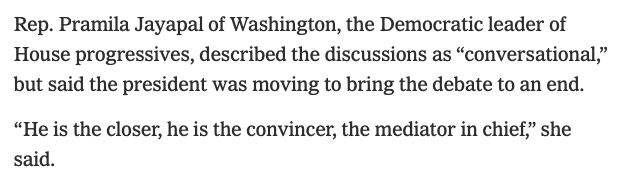 Rep. Pramila Jayapal of Washington, the Democratic leader of
House progressives, described the discussions as “conversational,”
but said the president was moving to bring the debate to an end.
“He is the closer, he is the convincer, the mediator in chief,” she
said.